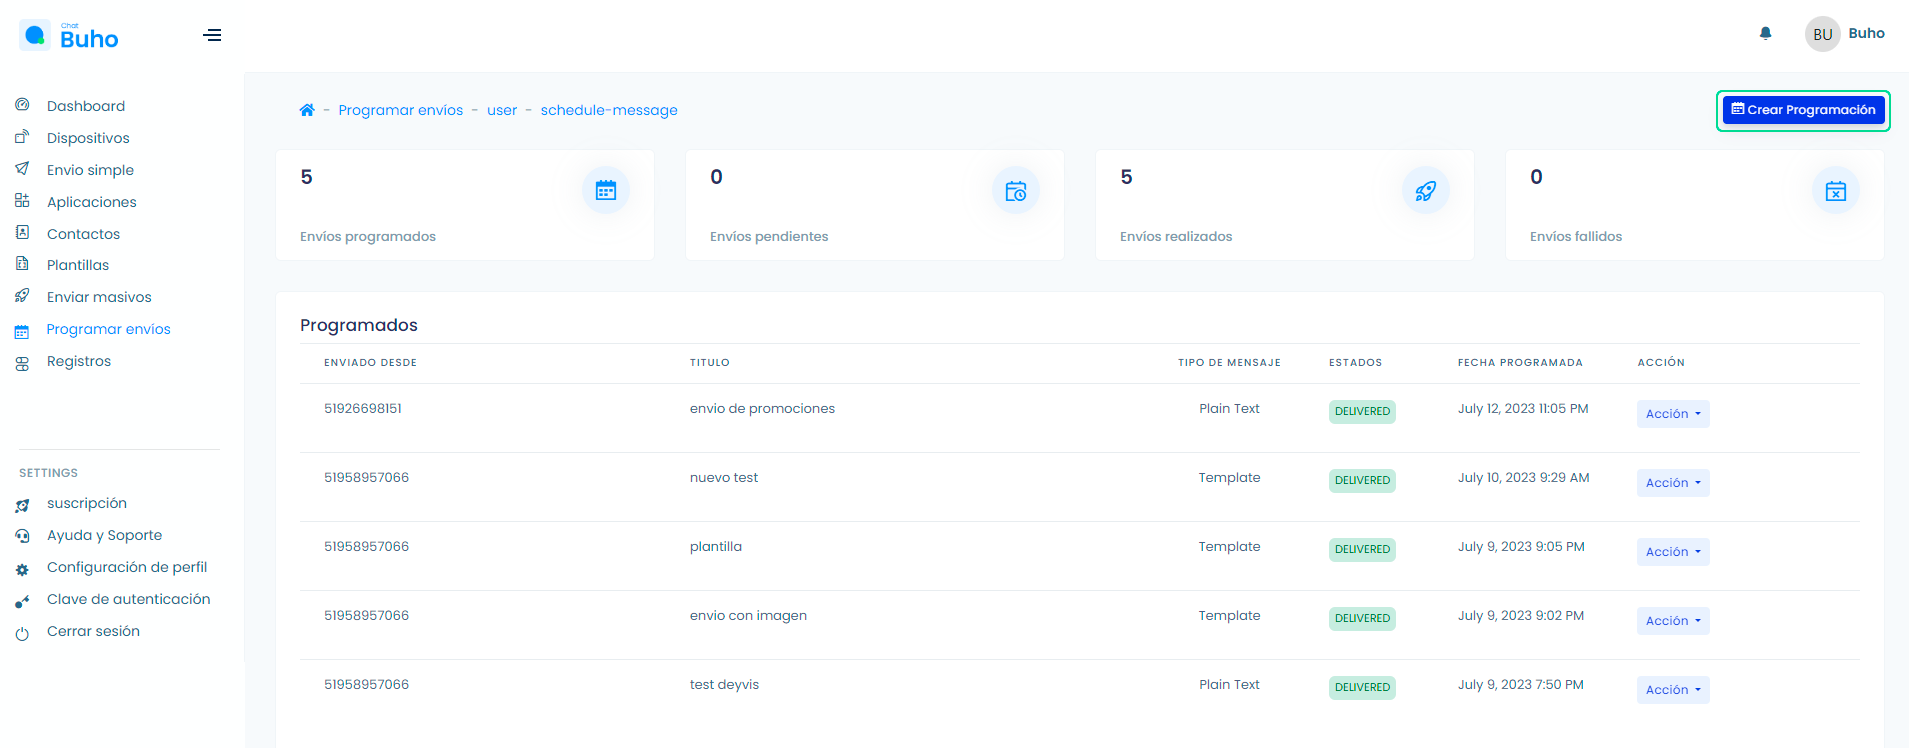 Chat
Buho
BU Buho
Dashboard
Dispositivos
Envio simple
Aplicaciones
Contactos
Plantillas
Enviar masivos
Programar envíos
Registros
SETTINGS
suscripción
Ayuda y Soporte
Configuración de perfil
Clave de autenticación
Cerrar sesión
- Programar envíos - user - schedule-message
Crear Programación
5
Envíos programados
0
Envíos pendientes
5
Envíos realizados
0
Envíos fallidos
Programados
ENVIADO DESDE TITULO TIPO DE MENSAJE ESTADOS FECHA PROGRAMADA ACCIÓN
51926698151 envio de promociones Plain Text DELIVERED July 12, 2023 11:05 PM Acción
51958957066 nuevo test Template DELIVERED July 10, 2023 9:29 AM Acción
51958957066 plantilla Template DELIVERED July 9, 2023 9:05 PM Acción
51958957066 envio con imagen Template DELIVERED July 9, 2023 9:02 PM Acción
51958957066 test deyvis Plain Text DELIVERED July 9, 2023 7:50 PM Acción